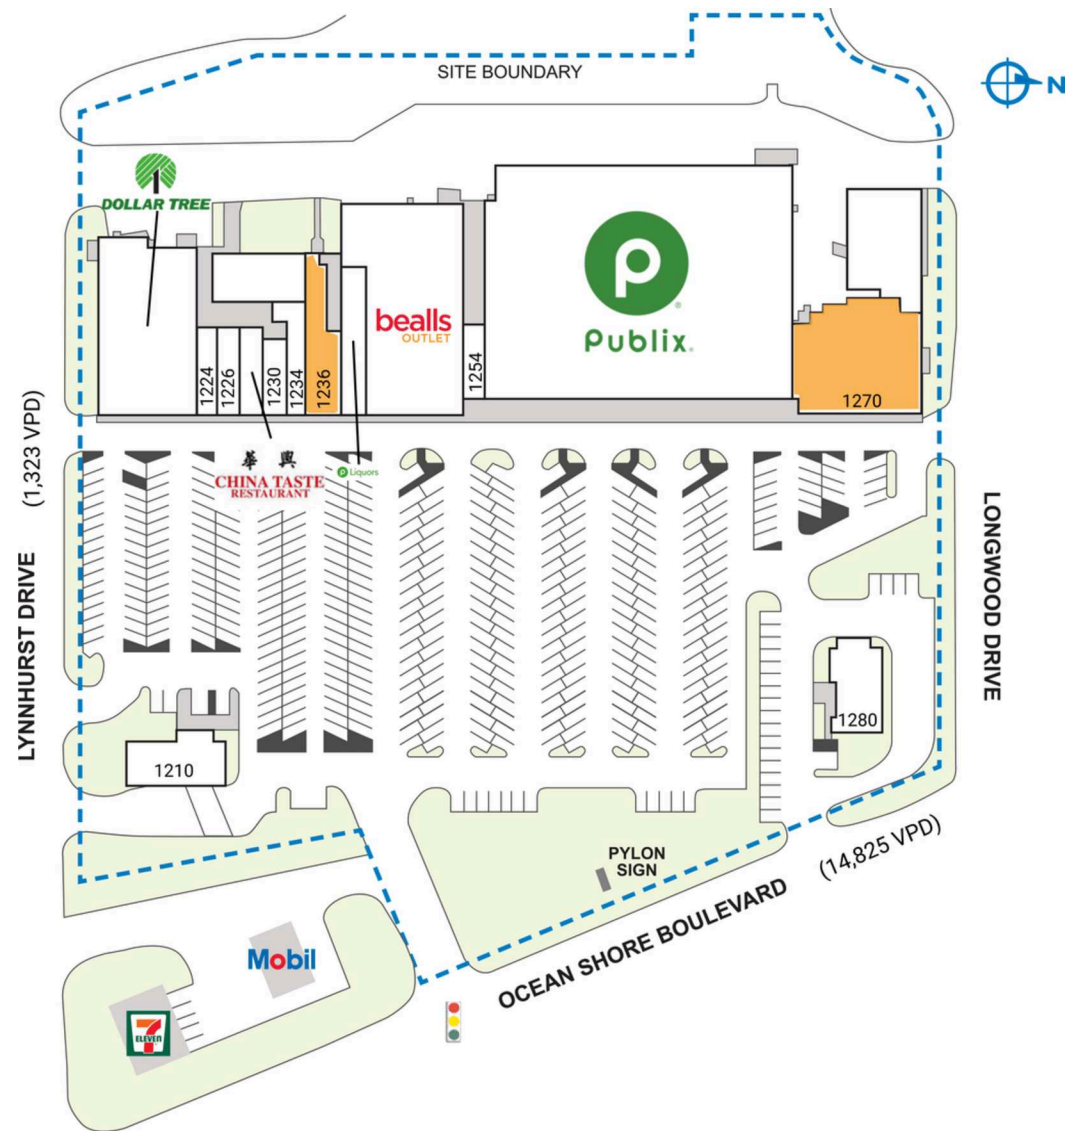 SITE BOUNDARY
N
DOLLAR TREE
bealls
OUTLET
Publix®
1224
1226
1230
1234
1236
1254
1270
華 興
CHINA TASTE
RESTAURANT
Liquors
(1,323 VPD)
LYNNHURST DRIVE
LONGWOOD DRIVE
1210
1280
PYLON
SIGN
(14,825 VPD)
OCEAN SHORE BOULEVARD
Mobil
7
ELEVEN